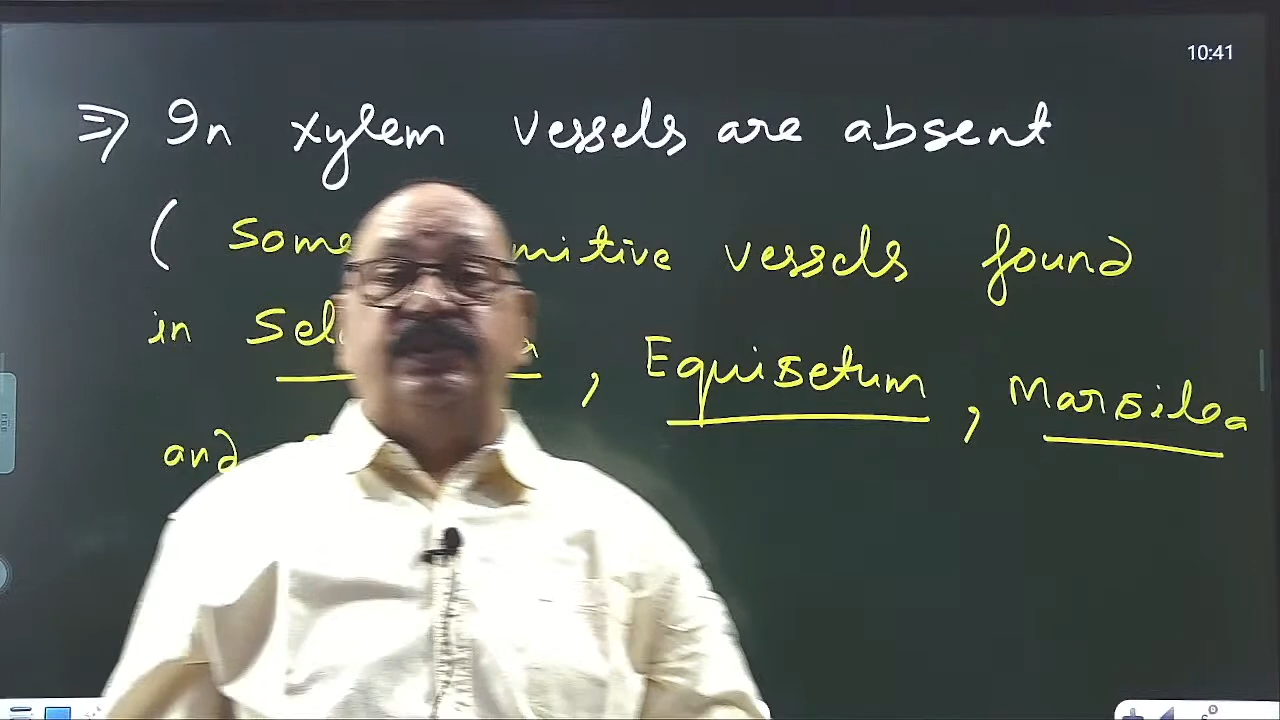 10:41
⇒ In xylem vessels are absent
( some mitive vessels found
in Sel a , Equisetum , Marsilea
and